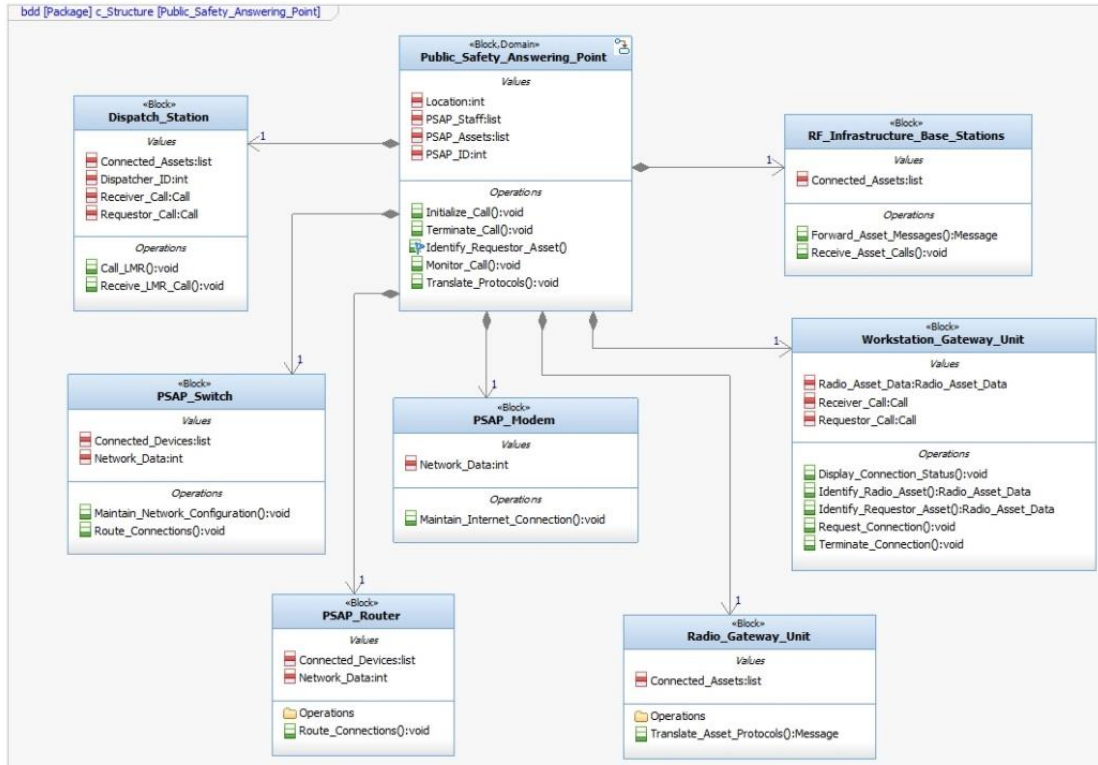 bdd [Package] c_Structure [Public_Safety_Answering_Point]
«Block,Domain»
Public_Safety_Answering_Point
Values
Location:int
PSAP_Staff:list
PSAP_Assets:list
PSAP_ID:int
Operations
Initialize_Call():void
Terminate_Call():void
Identify_Requestor_Asset()
Monitor_Call():void
Translate_Protocols():void
«Block»
Dispatch_Station
Values
Connected_Assets:list
Dispatcher_ID:int
Receiver_Call:Call
Requestor_Call:Call
Operations
Call_LMR():void
Receive_LMR_Call():void
1
«Block»
RF_Infrastructure_Base_Stations
Values
Connected_Assets:list
Operations
Forward_Asset_Messages():Message
Receive_Asset_Calls():void
1
«Block»
Workstation_Gateway_Unit
Values
Radio_Asset_Data:Radio_Asset_Data
Receiver_Call:Call
Requestor_Call:Call
Operations
Display_Connection_Status():void
Identify_Radio_Asset():Radio_Asset_Data
Identify_Requestor_Asset():Radio_Asset_Data
Request_Connection():void
Terminate_Connection():void
1
«Block»
PSAP_Switch
Values
Connected_Devices:list
Network_Data:int
Operations
Maintain_Network_Configuration():void
Route_Connections():void
1
«Block»
PSAP_Modem
Values
Network_Data:int
Operations
Maintain_Internet_Connection():void
1
«Block»
PSAP_Router
Values
Connected_Devices:list
Network_Data:int
Operations
Route_Connections():void
1
«Block»
Radio_Gateway_Unit
Values
Connected_Assets:list
Operations
Translate_Asset_Protocols():Message
1